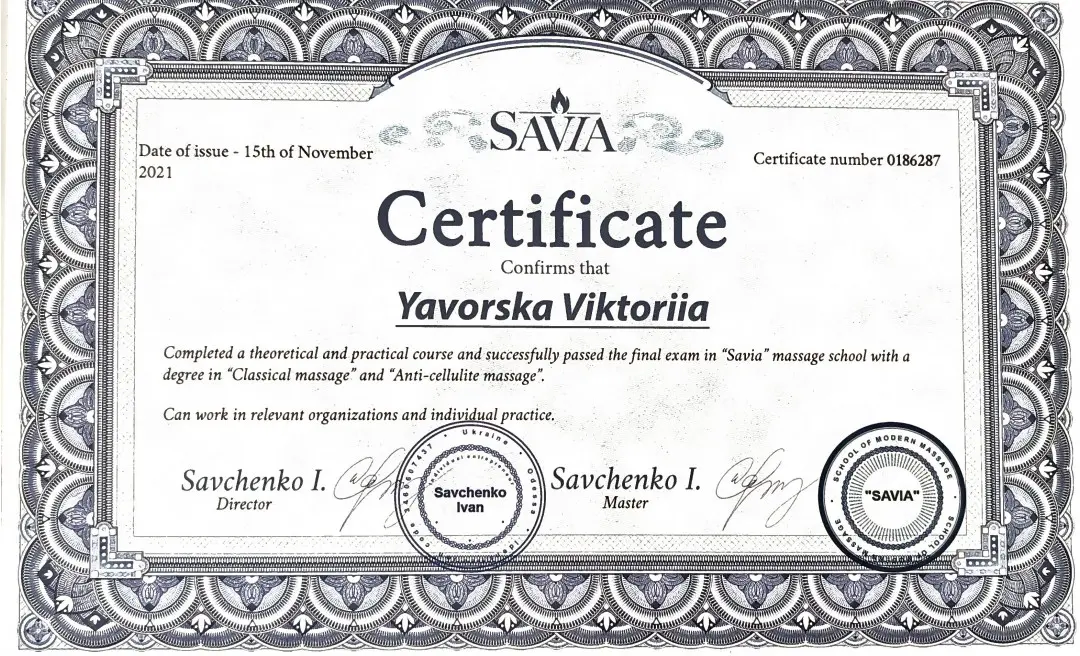 SAVIA
Date of issue - 15th of November
2021
Certificate number 0186287
Certificate
Confirms that
Yavorska Viktoriia
Completed a theoretical and practical course and successfully passed the final exam in "Savia" massage school with a
degree in "Classical massage" and "Anti-cellulite massage".
Can work in relevant organizations and individual practice.
Savchenko I.
Director
Ukraine • Odessa
individual entrepreneur
Savchenko
Ivan
Savchenko I.
Master
SCHOOL OF MODERN MASSAGE
"SAVIA"